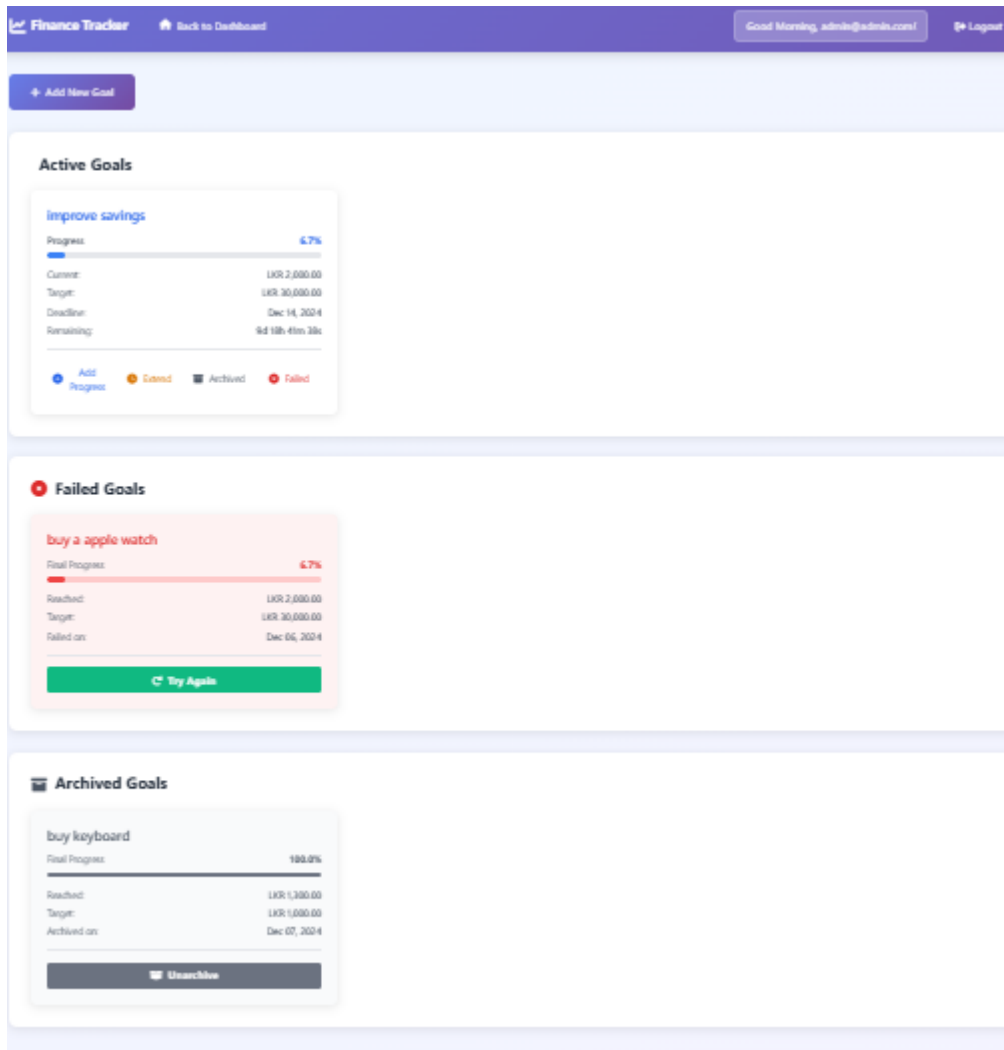 Finance Tracker Back to Dashboard Good Morning, admin@admin.com! Logout
+ Add New Goal
Active Goals
improve savings
Progress 6.7%
Current: LKR 2,000.00
Target: LKR 30,000.00
Deadline: Dec 14, 2024
Remaining: 9d 18h 41m 38s
Add Progress Extend Archived Failed
Failed Goals
buy a apple watch
Final Progress 6.7%
Reached: LKR 2,000.00
Target: LKR 30,000.00
Failed on: Dec 06, 2024
Try Again
Archived Goals
buy keyboard
Final Progress 100.0%
Reached: LKR 1,300.00
Target: LKR 1,000.00
Archived on: Dec 07, 2024
Unarchive